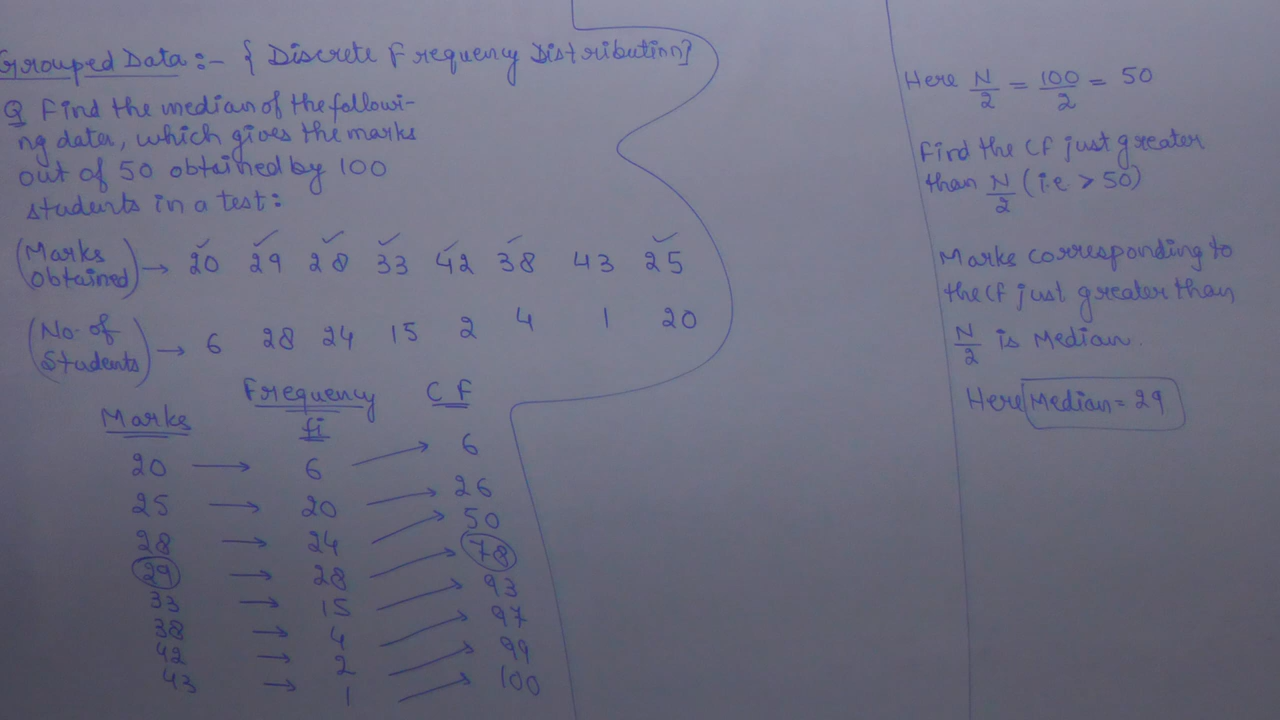 Grouped Data :- { Discrete Frequency Distribution}
Q Find the median of the followi-
ng data, which gives the marks
out of 50 obtained by 100
students in a test:
(Marks Obtained) → 20 29 28 33 42 38 43 25
(No. of Students) → 6 28 24 15 2 4 1 20
Marks Frequency fi CF
20 → 6 → 6
25 → 20 → 26
28 → 24 → 50
29 → 28 → 78
33 → 15 → 93
38 → 4 → 97
42 → 2 → 99
43 → 1 → 100
Here N/2 = 100/2 = 50
Find the CF just greater
than N/2 (i.e. > 50)
Marks corresponding to
the CF just greater than
N/2 is Median.
Here Median = 29